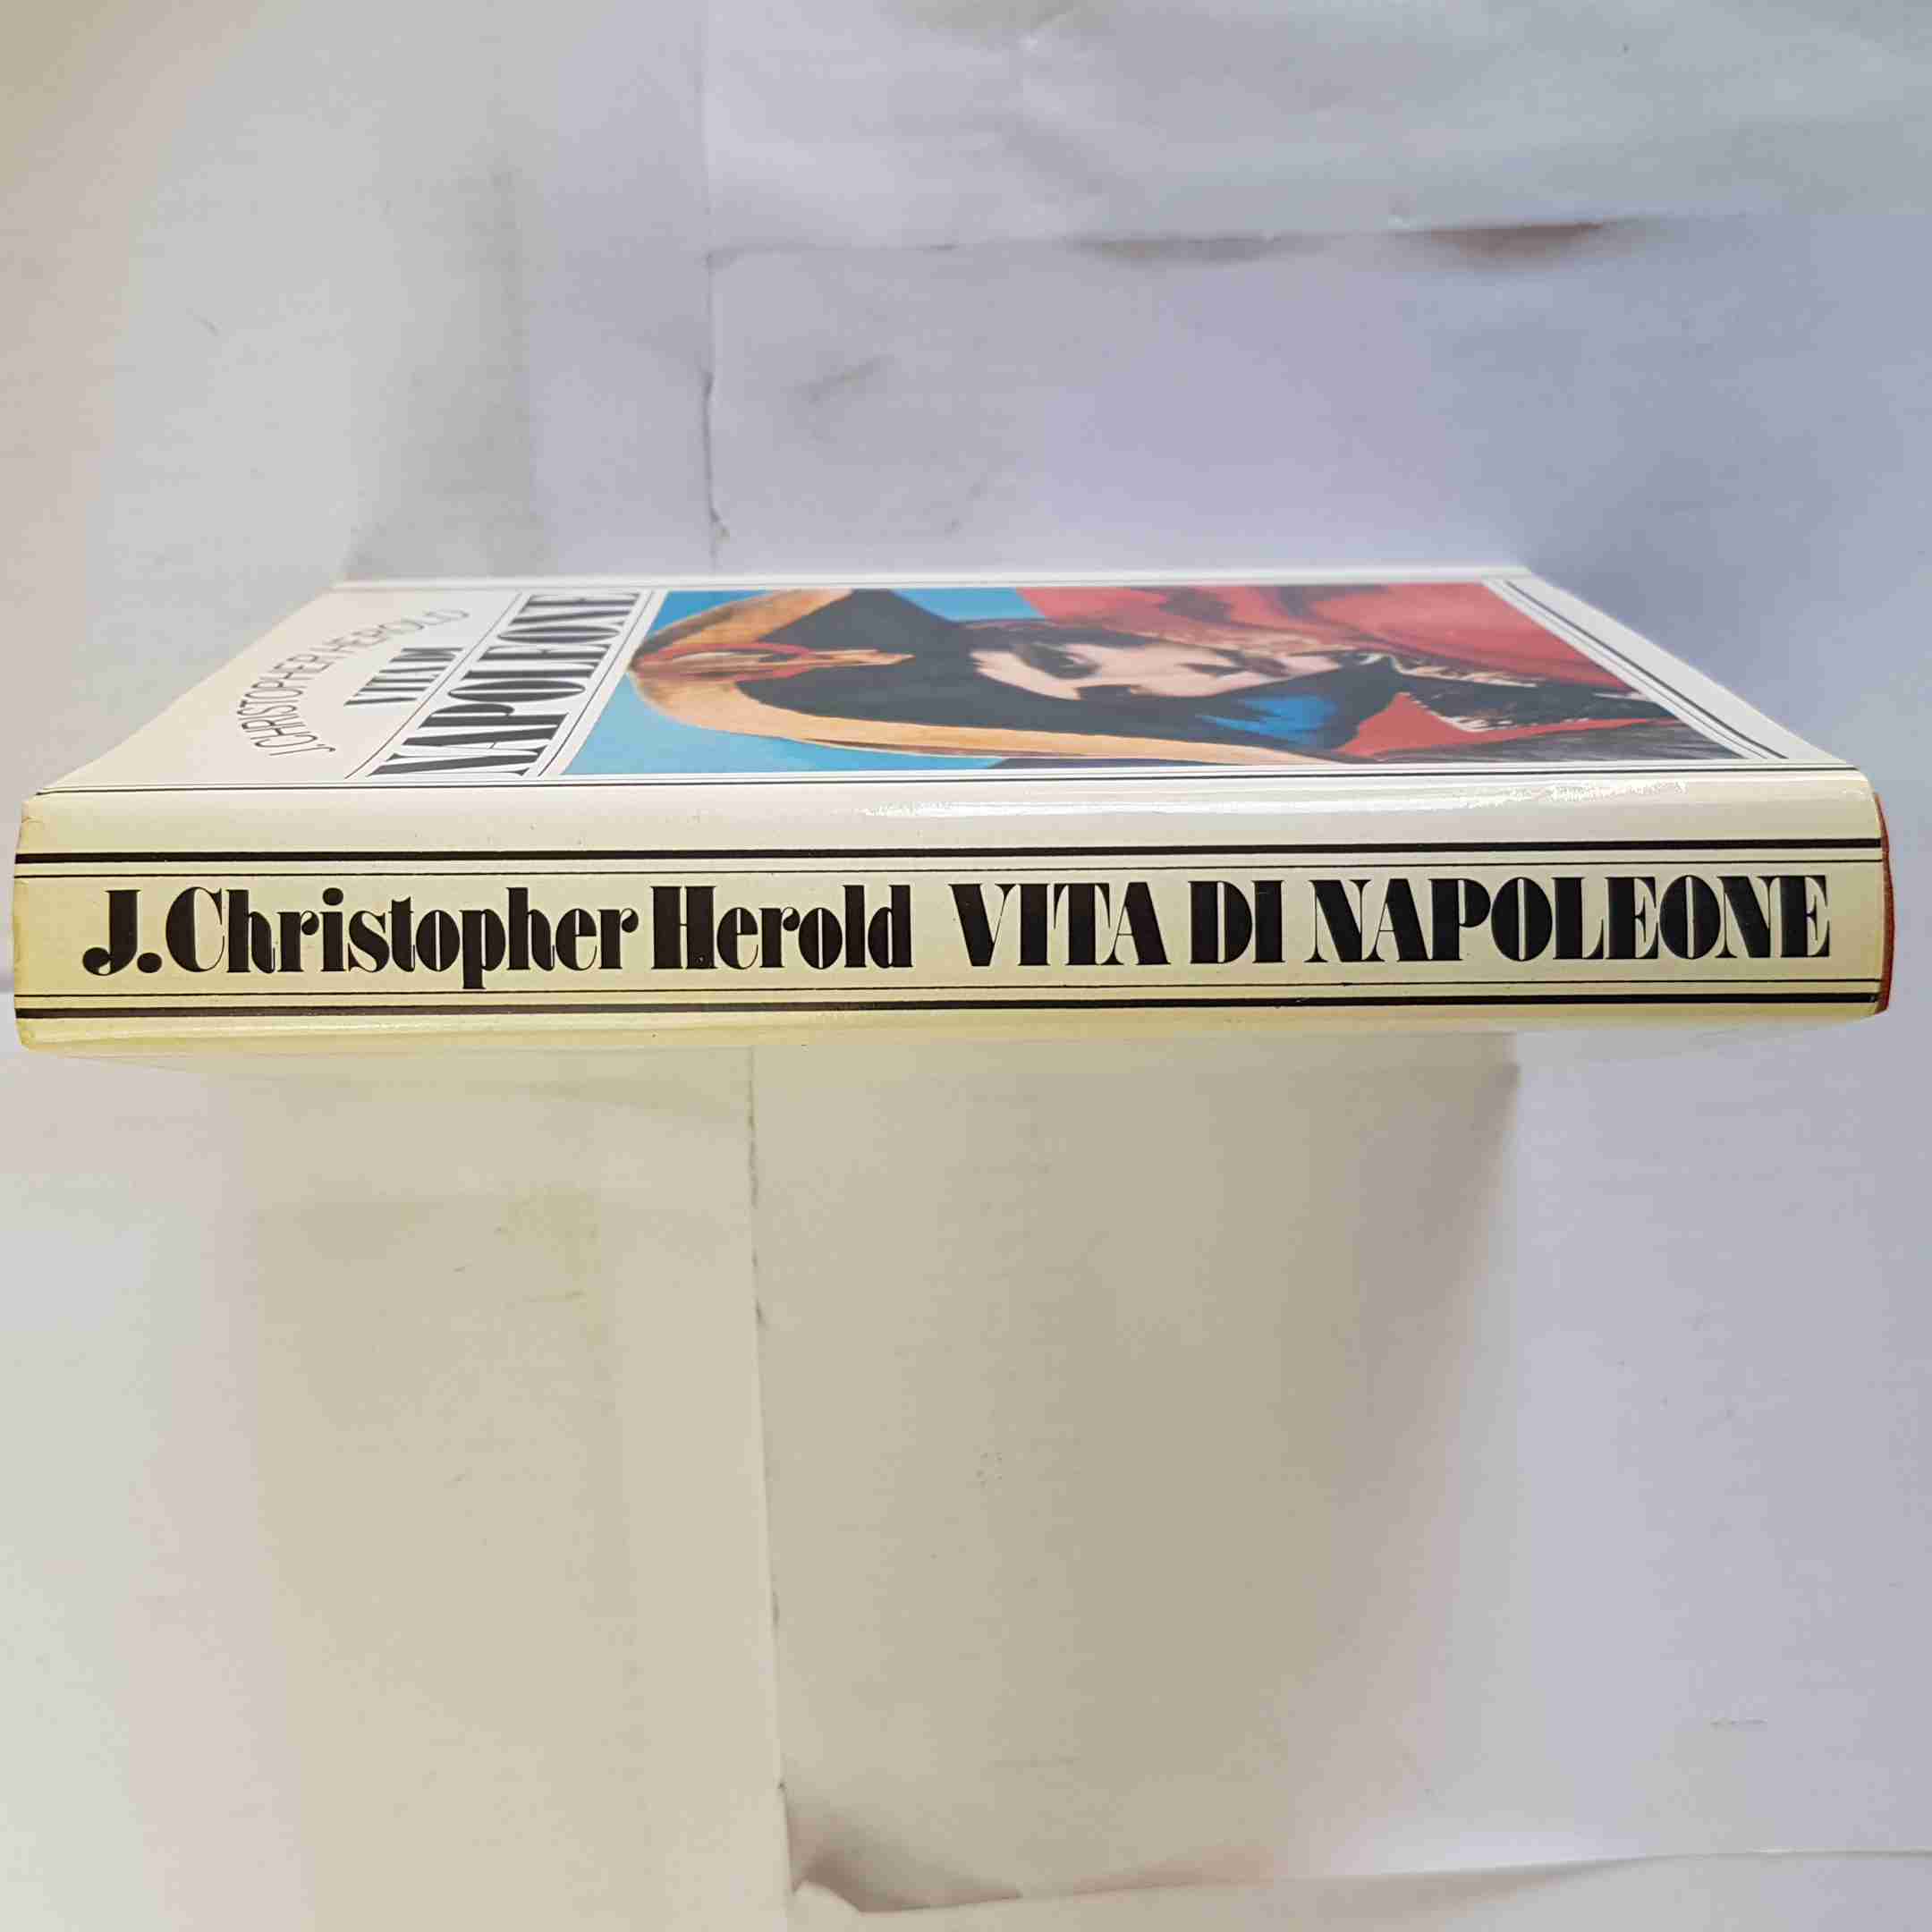 J. CHRISTOPHER HEROLD
VITA DI
NAPOLEONE
J. Christopher Herold VITA DI NAPOLEONE